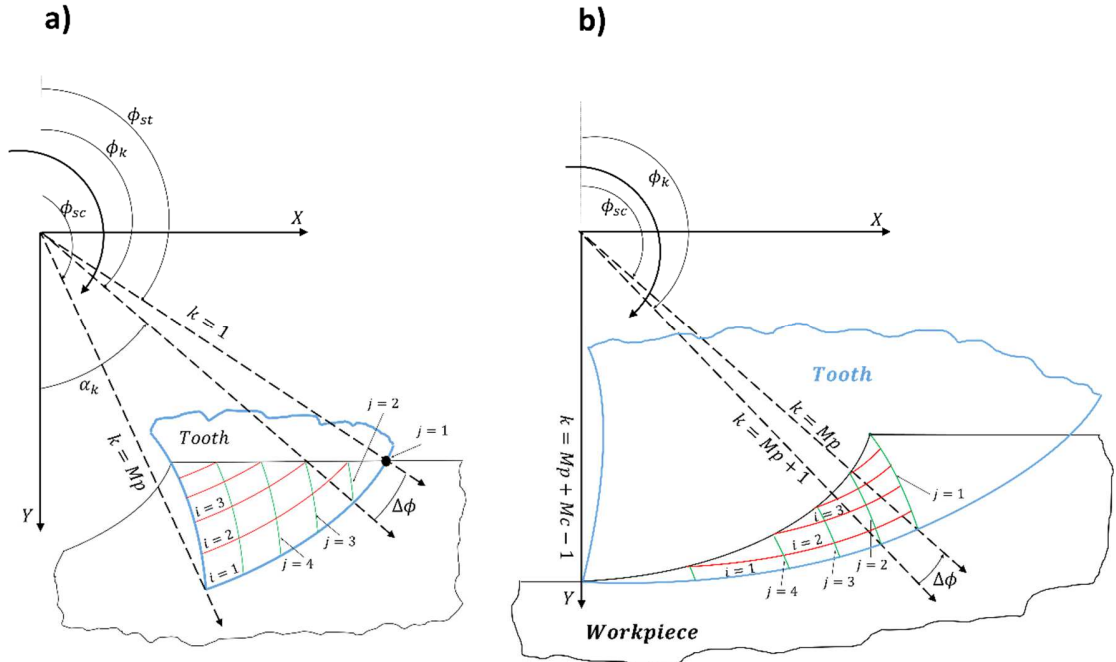 a)
ϕst
ϕk
ϕsc
X
k = 1
αk
j = 2
j = 1
Tooth
k = Mp
Δϕ
i = 3
Y
i = 2
j = 3
i = 1
j = 4
b)
ϕk
ϕsc
X
Tooth
k = Mp
k = Mp + 1
k = Mp + Mc − 1
j = 1
i = 3
i = 2
i = 1
j = 2
j = 3
j = 4
Δϕ
Y
Workpiece